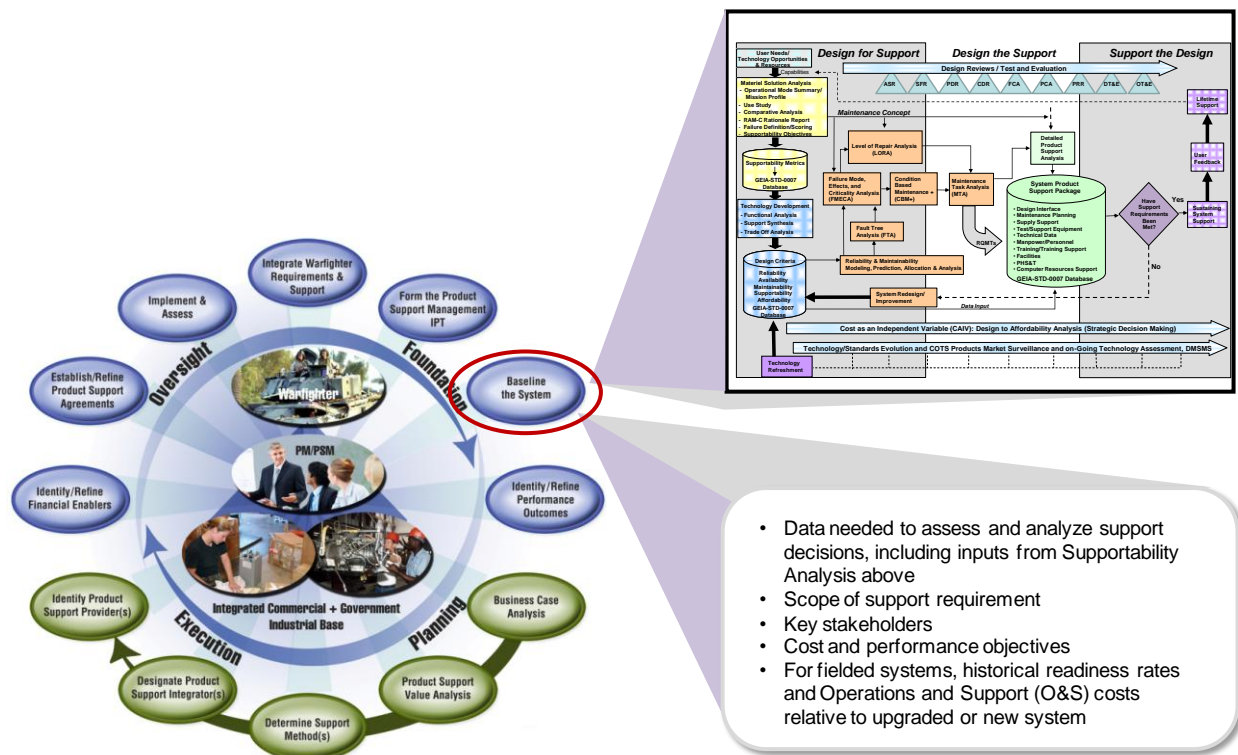 Design for Support
Design the Support
Support the Design
User Needs/
Technology Opportunities
& Resources
Design Reviews / Test and Evaluation
Capabilities
ASR
SFR
PDR
CDR
FCA
PCA
PRR
DT&E
OT&E
Materiel Solution Analysis
- Operational Mode Summary/
Mission Profile
- Use Study
- Comparative Analysis
- RAM-C Rationale Report
- Failure Definition/Scoring
- Supportability Objectives
Maintenance Concept
Lifetime
Support
Level of Repair Analysis
(LORA)
Detailed
Product
Support
Analysis
User
Feedback
Supportability Metrics
GEIA-STD-0007
Database
Failure Mode,
Effects, and
Criticality Analysis
(FMECA)
Condition
Based
Maintenance +
(CBM+)
Maintenance
Task Analysis
(MTA)
System Product
Support Package
• Design Interface
• Maintenance Planning
• Supply Support
• Test/Support Equipment
• Technical Data
• Manpower/Personnel
• Training/Training Support
• Facilities
• PHS&T
• Computer Resources Support
GEIA-STD-0007 Database
Have
Support
Requirements
Been
Met?
Yes
No
Sustaining
System
Support
Technology Development
- Functional Analysis
- Support Synthesis
- Trade Off Analysis
Fault Tree
Analysis (FTA)
RQMTs
Design Criteria
Reliability
Availability
Maintainability
Supportability
Affordability
GEIA-STD-0007
Database
Reliability & Maintainability
Modeling, Prediction, Allocation & Analysis
System Redesign/
Improvement
Data Input
Cost as an Independent Variable (CAIV): Design to Affordability Analysis (Strategic Decision Making)
Technology/Standards Evolution and COTS Products Market Surveillance and on-Going Technology Assessment, DMSMS
Technology
Refreshment
Integrate Warfighter
Requirements &
Support
Implement &
Assess
Form the Product
Support Management
IPT
Oversight
Foundation
Establish/Refine
Product Support
Agreements
Warfighter
Baseline
the System
PM/PSM
Identify/Refine
Financial Enablers
Identify/Refine
Performance
Outcomes
Identify Product
Support Provider(s)
Integrated Commercial + Government
Industrial Base
Business Case
Analysis
Execution
Planning
Designate Product
Support Integrator(s)
Product Support
Value Analysis
Determine Support
Method(s)
• Data needed to assess and analyze support
decisions, including inputs from Supportability
Analysis above
• Scope of support requirement
• Key stakeholders
• Cost and performance objectives
• For fielded systems, historical readiness rates
and Operations and Support (O&S) costs
relative to upgraded or new system